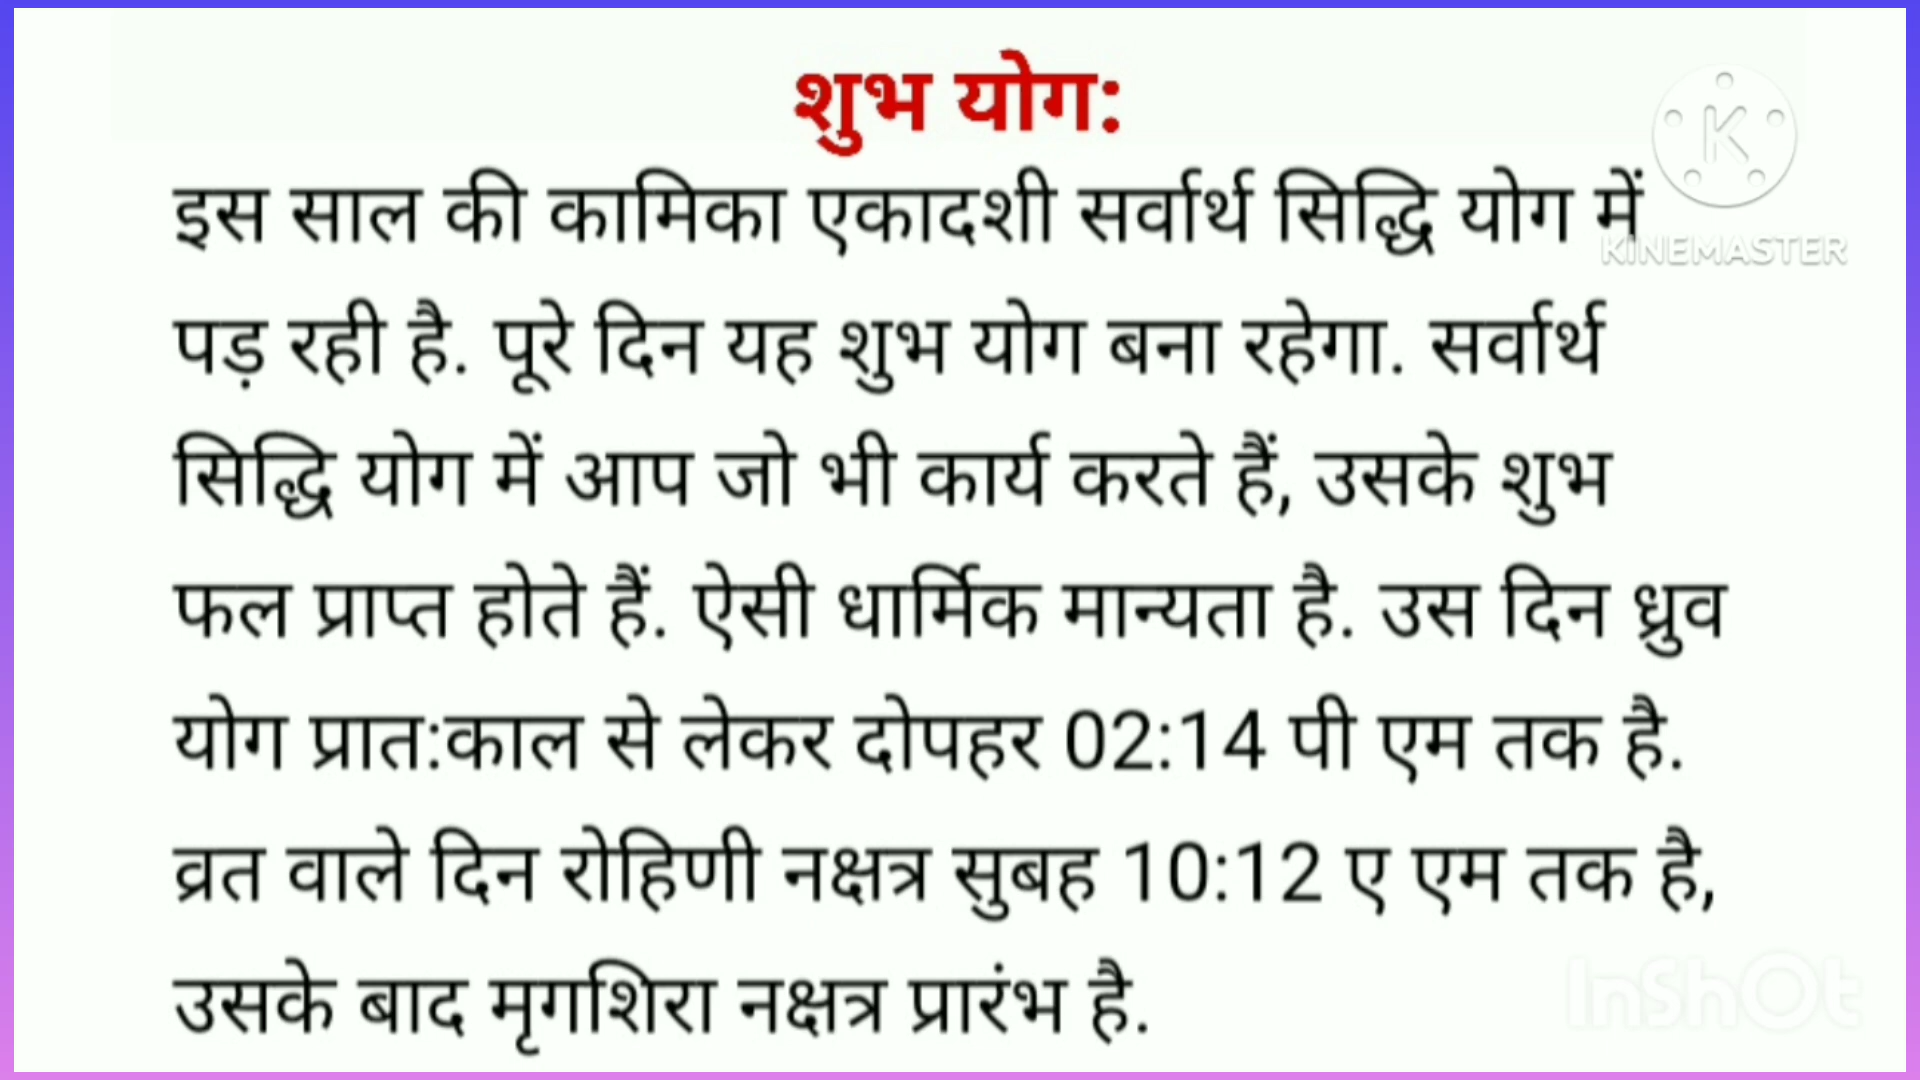 शुभ योग:
इस साल की कामिका एकादशी सर्वार्थ सिद्धि योग में
पड़ रही है. पूरे दिन यह शुभ योग बना रहेगा. सर्वार्थ
सिद्धि योग में आप जो भी कार्य करते हैं, उसके शुभ
फल प्राप्त होते हैं. ऐसी धार्मिक मान्यता है. उस दिन ध्रुव
योग प्रात:काल से लेकर दोपहर 02:14 पी एम तक है.
व्रत वाले दिन रोहिणी नक्षत्र सुबह 10:12 ए एम तक है,
उसके बाद मृगशिरा नक्षत्र प्रारंभ है.
K
KINEMASTER
InShOt